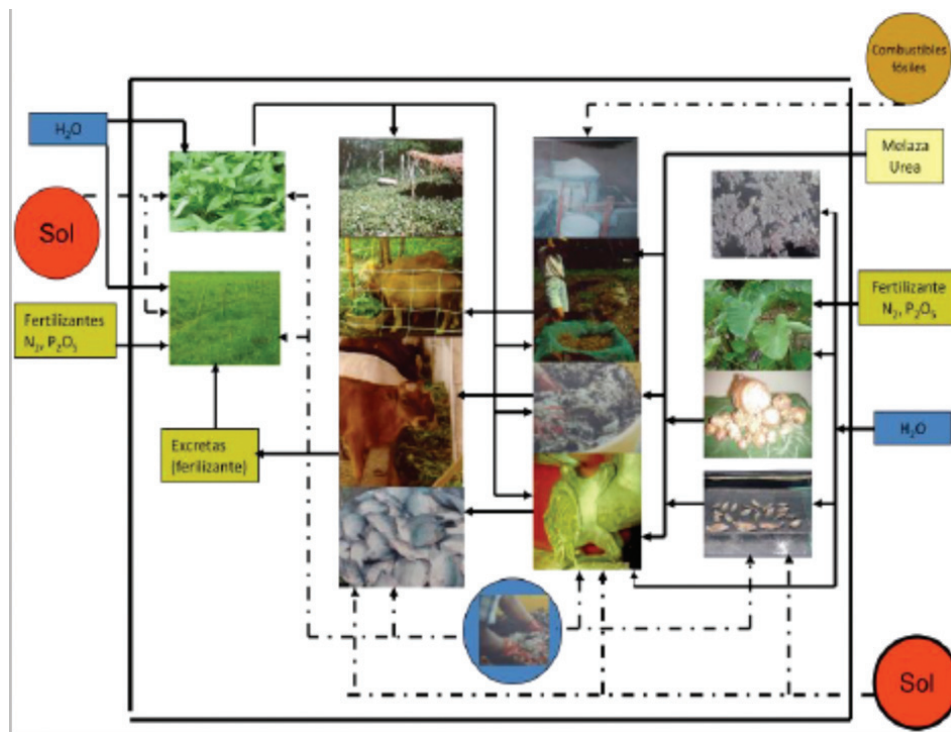 Combustibles
fósiles
H₂O
Melaza
Urea
Sol
Fertilizantes
N₂, P₂O₅
Fertilizante
N₂, P₂O₅
Excretas
(ferilizante)
H₂O
Sol